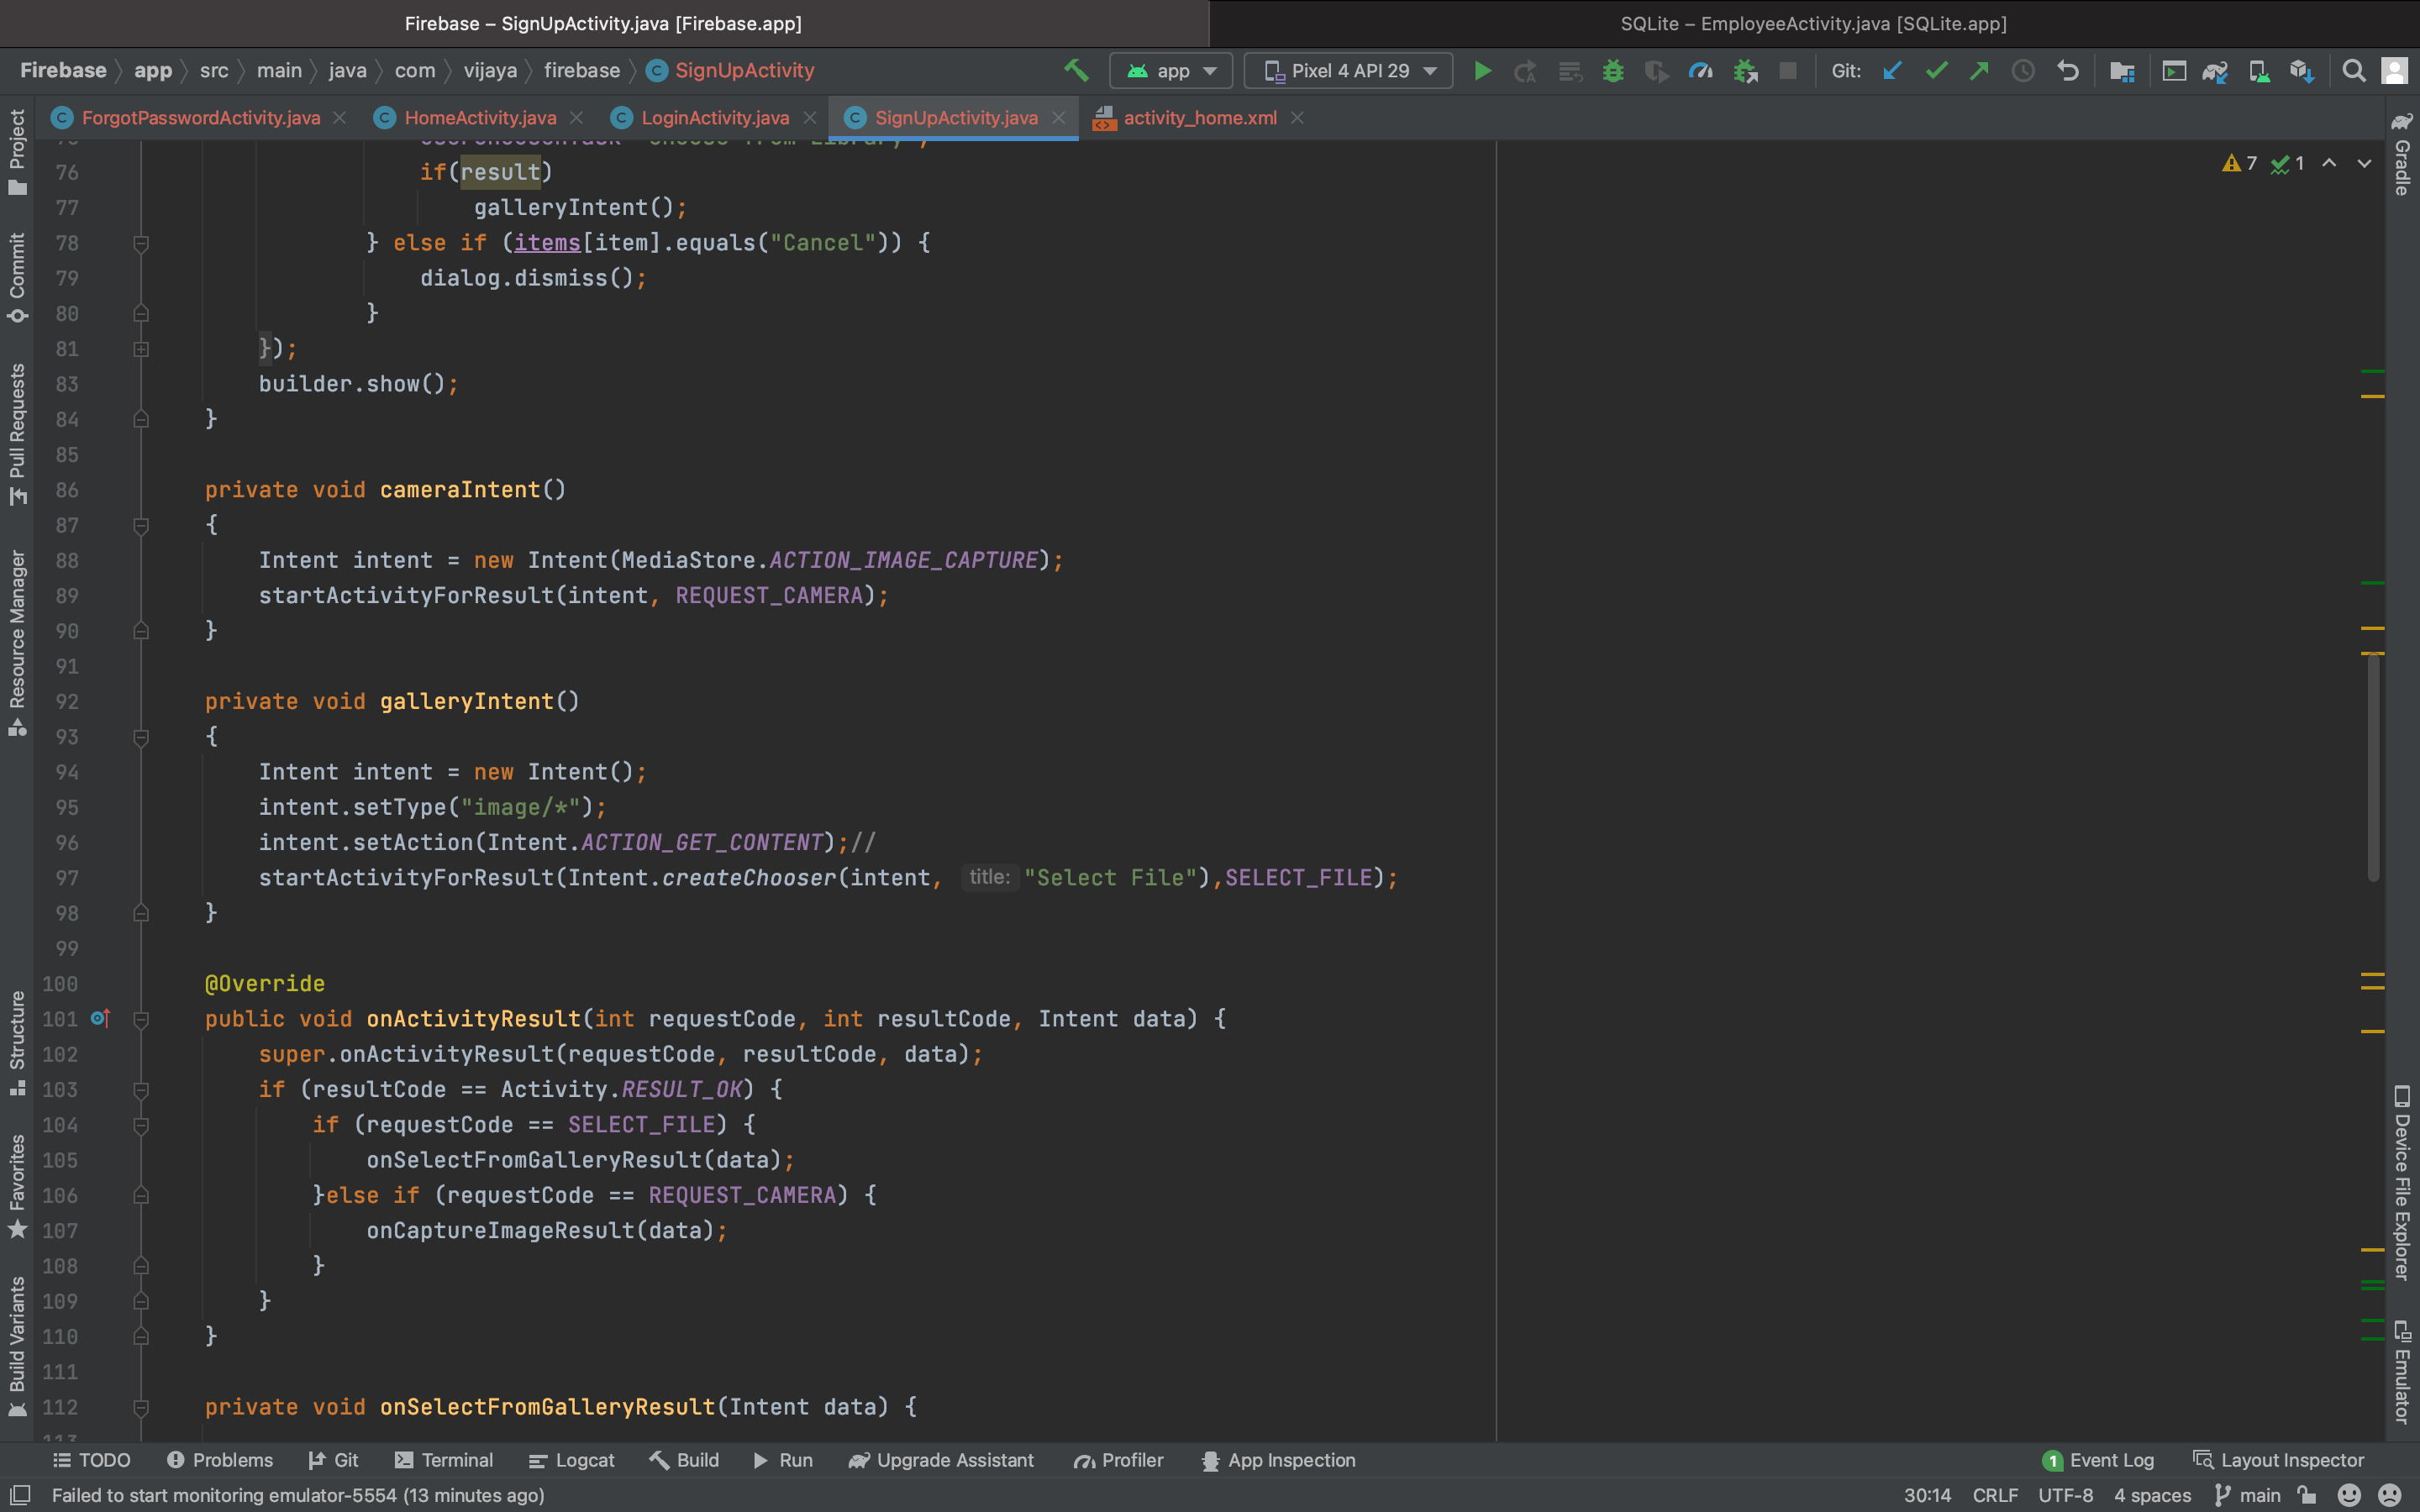 Firebase – SignUpActivity.java [Firebase.app]
SQLite – EmployeeActivity.java [SQLite.app]
Firebase app src main java com vijaya firebase SignUpActivity
app Pixel 4 API 29 Git:
ForgotPasswordActivity.java HomeActivity.java LoginActivity.java SignUpActivity.java activity_home.xml
7 1
76 if(result)
77 galleryIntent();
78 } else if (items[item].equals("Cancel")) {
79 dialog.dismiss();
80 }
81 });
83 builder.show();
84 }
85
86 private void cameraIntent()
87 {
88 Intent intent = new Intent(MediaStore.ACTION_IMAGE_CAPTURE);
89 startActivityForResult(intent, REQUEST_CAMERA);
90 }
91
92 private void galleryIntent()
93 {
94 Intent intent = new Intent();
95 intent.setType("image/*");
96 intent.setAction(Intent.ACTION_GET_CONTENT);//
97 startActivityForResult(Intent.createChooser(intent, title: "Select File"),SELECT_FILE);
98 }
99
100 @Override
101 public void onActivityResult(int requestCode, int resultCode, Intent data) {
102 super.onActivityResult(requestCode, resultCode, data);
103 if (resultCode == Activity.RESULT_OK) {
104 if (requestCode == SELECT_FILE) {
105 onSelectFromGalleryResult(data);
106 }else if (requestCode == REQUEST_CAMERA) {
107 onCaptureImageResult(data);
108 }
109 }
110 }
111
112 private void onSelectFromGalleryResult(Intent data) {
Project
Commit
Pull Requests
Resource Manager
Structure
Favorites
Build Variants
Gradle
Device File Explorer
Emulator
TODO Problems Git Terminal Logcat Build Run Upgrade Assistant Profiler App Inspection 1 Event Log Layout Inspector
Failed to start monitoring emulator-5554 (13 minutes ago) 30:14 CRLF UTF-8 4 spaces main